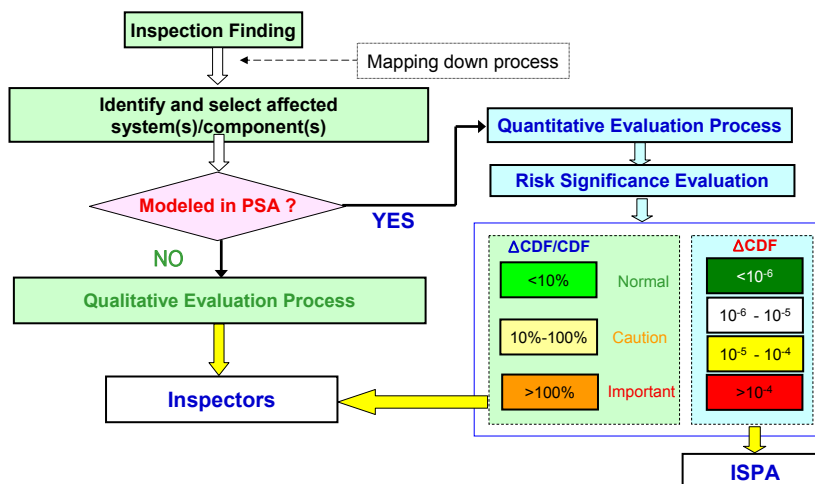 Inspection Finding
Mapping down process
Identify and select affected
system(s)/component(s)
Modeled in PSA ?
YES
NO
Qualitative Evaluation Process
Inspectors
Quantitative Evaluation Process
Risk Significance Evaluation
ΔCDF/CDF
<10%
Normal
10%-100%
Caution
>100%
Important
ΔCDF
<10⁻⁶
10⁻⁶ - 10⁻⁵
10⁻⁵ - 10⁻⁴
>10⁻⁴
ISPA